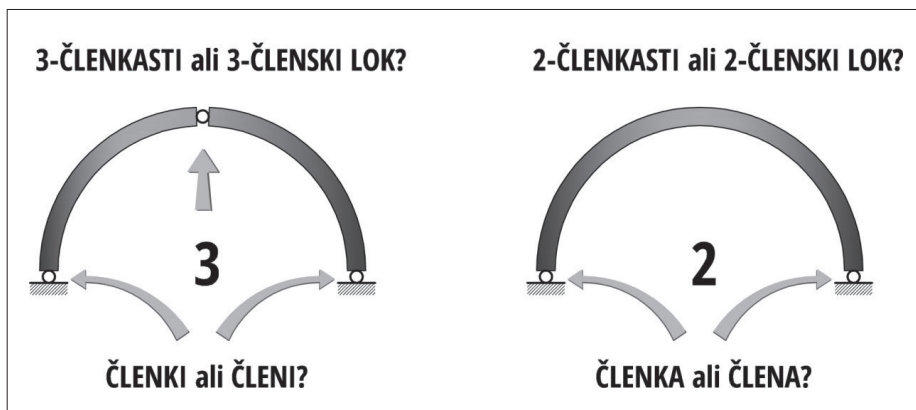 3-ČLENKASTI ali 3-ČLENSKI LOK?
3
ČLENKI ali ČLENI?
2-ČLENKASTI ali 2-ČLENSKI LOK?
2
ČLENKA ali ČLENA?